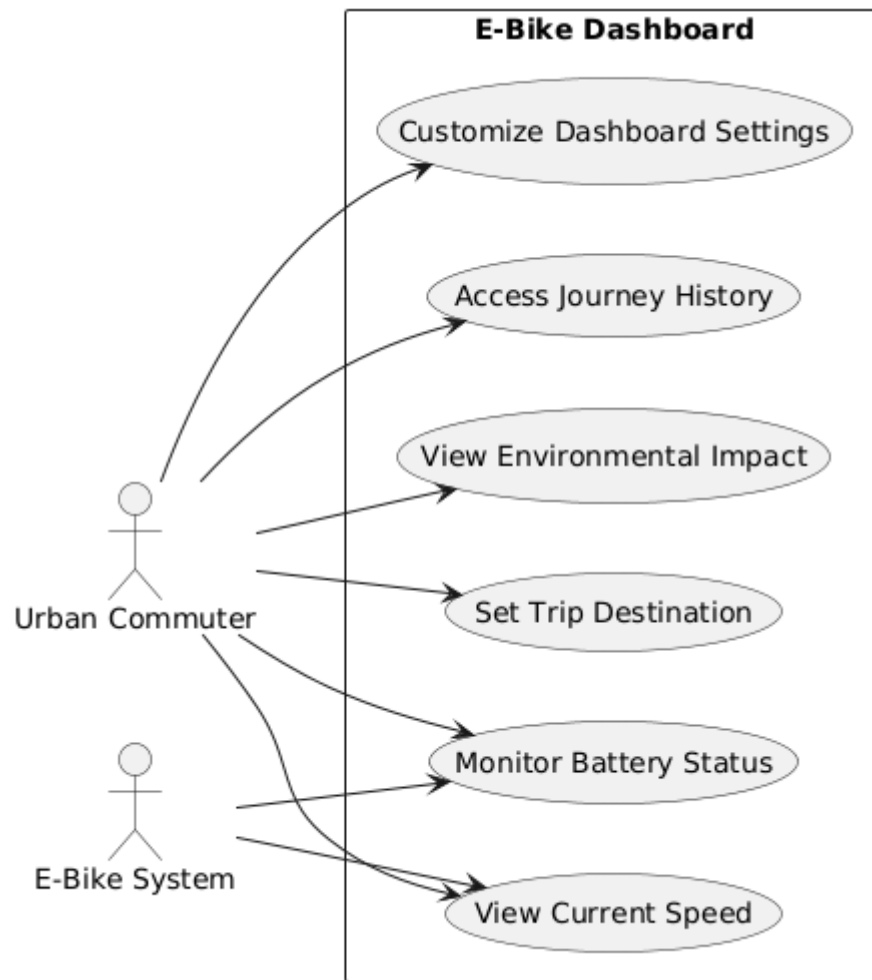 E-Bike Dashboard
Customize Dashboard Settings
Access Journey History
View Environmental Impact
Set Trip Destination
Urban Commuter
Monitor Battery Status
E-Bike System
View Current Speed